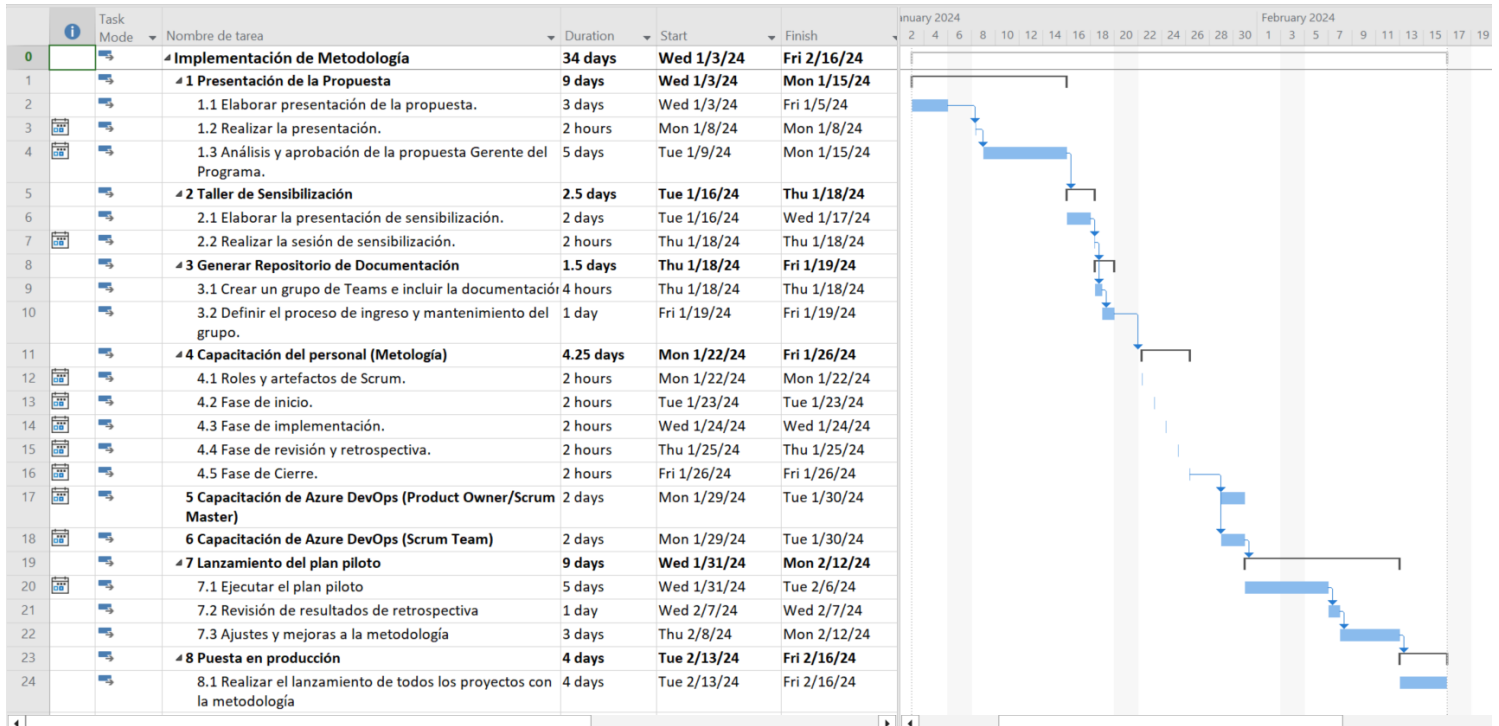 Task
Mode
Nombre de tarea
Duration
Start
Finish
anuary 2024
February 2024
2 4 6 8 10 12 14 16 18 20 22 24 26 28 30 1 3 5 7 9 11 13 15 17 19
0 Implementación de Metodología 34 days Wed 1/3/24 Fri 2/16/24
1 1 Presentación de la Propuesta 9 days Wed 1/3/24 Mon 1/15/24
2 1.1 Elaborar presentación de la propuesta. 3 days Wed 1/3/24 Fri 1/5/24
3 1.2 Realizar la presentación. 2 hours Mon 1/8/24 Mon 1/8/24
4 1.3 Análisis y aprobación de la propuesta Gerente del 5 days Tue 1/9/24 Mon 1/15/24
Programa.
5 2 Taller de Sensibilización 2.5 days Tue 1/16/24 Thu 1/18/24
6 2.1 Elaborar la presentación de sensibilización. 2 days Tue 1/16/24 Wed 1/17/24
7 2.2 Realizar la sesión de sensibilización. 2 hours Thu 1/18/24 Thu 1/18/24
8 3 Generar Repositorio de Documentación 1.5 days Thu 1/18/24 Fri 1/19/24
9 3.1 Crear un grupo de Teams e incluir la documentación 4 hours Thu 1/18/24 Thu 1/18/24
10 3.2 Definir el proceso de ingreso y mantenimiento del 1 day Fri 1/19/24 Fri 1/19/24
grupo.
11 4 Capacitación del personal (Metología) 4.25 days Mon 1/22/24 Fri 1/26/24
12 4.1 Roles y artefactos de Scrum. 2 hours Mon 1/22/24 Mon 1/22/24
13 4.2 Fase de inicio. 2 hours Tue 1/23/24 Tue 1/23/24
14 4.3 Fase de implementación. 2 hours Wed 1/24/24 Wed 1/24/24
15 4.4 Fase de revisión y retrospectiva. 2 hours Thu 1/25/24 Thu 1/25/24
16 4.5 Fase de Cierre. 2 hours Fri 1/26/24 Fri 1/26/24
17 5 Capacitación de Azure DevOps (Product Owner/Scrum 2 days Mon 1/29/24 Tue 1/30/24
Master)
18 6 Capacitación de Azure DevOps (Scrum Team) 2 days Mon 1/29/24 Tue 1/30/24
19 7 Lanzamiento del plan piloto 9 days Wed 1/31/24 Mon 2/12/24
20 7.1 Ejecutar el plan piloto 5 days Wed 1/31/24 Tue 2/6/24
21 7.2 Revisión de resultados de retrospectiva 1 day Wed 2/7/24 Wed 2/7/24
22 7.3 Ajustes y mejoras a la metodología 3 days Thu 2/8/24 Mon 2/12/24
23 8 Puesta en producción 4 days Tue 2/13/24 Fri 2/16/24
24 8.1 Realizar el lanzamiento de todos los proyectos con 4 days Tue 2/13/24 Fri 2/16/24
la metodología